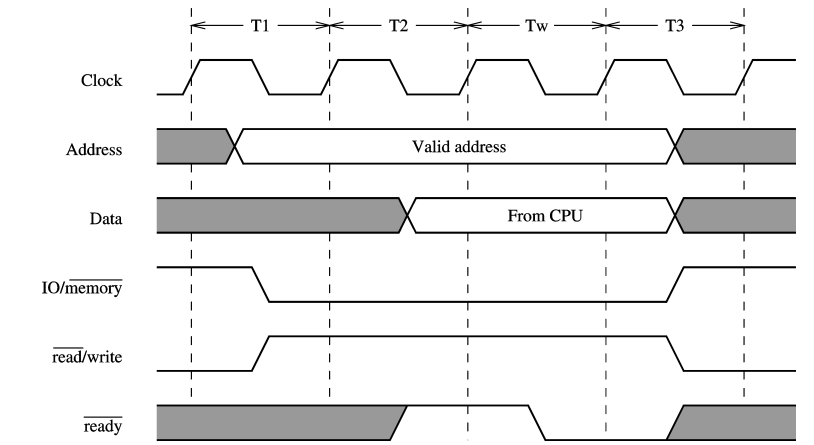 T1 T2 Tw T3
Clock
Address Valid address
Data From CPU
IO/memory
read/write
ready